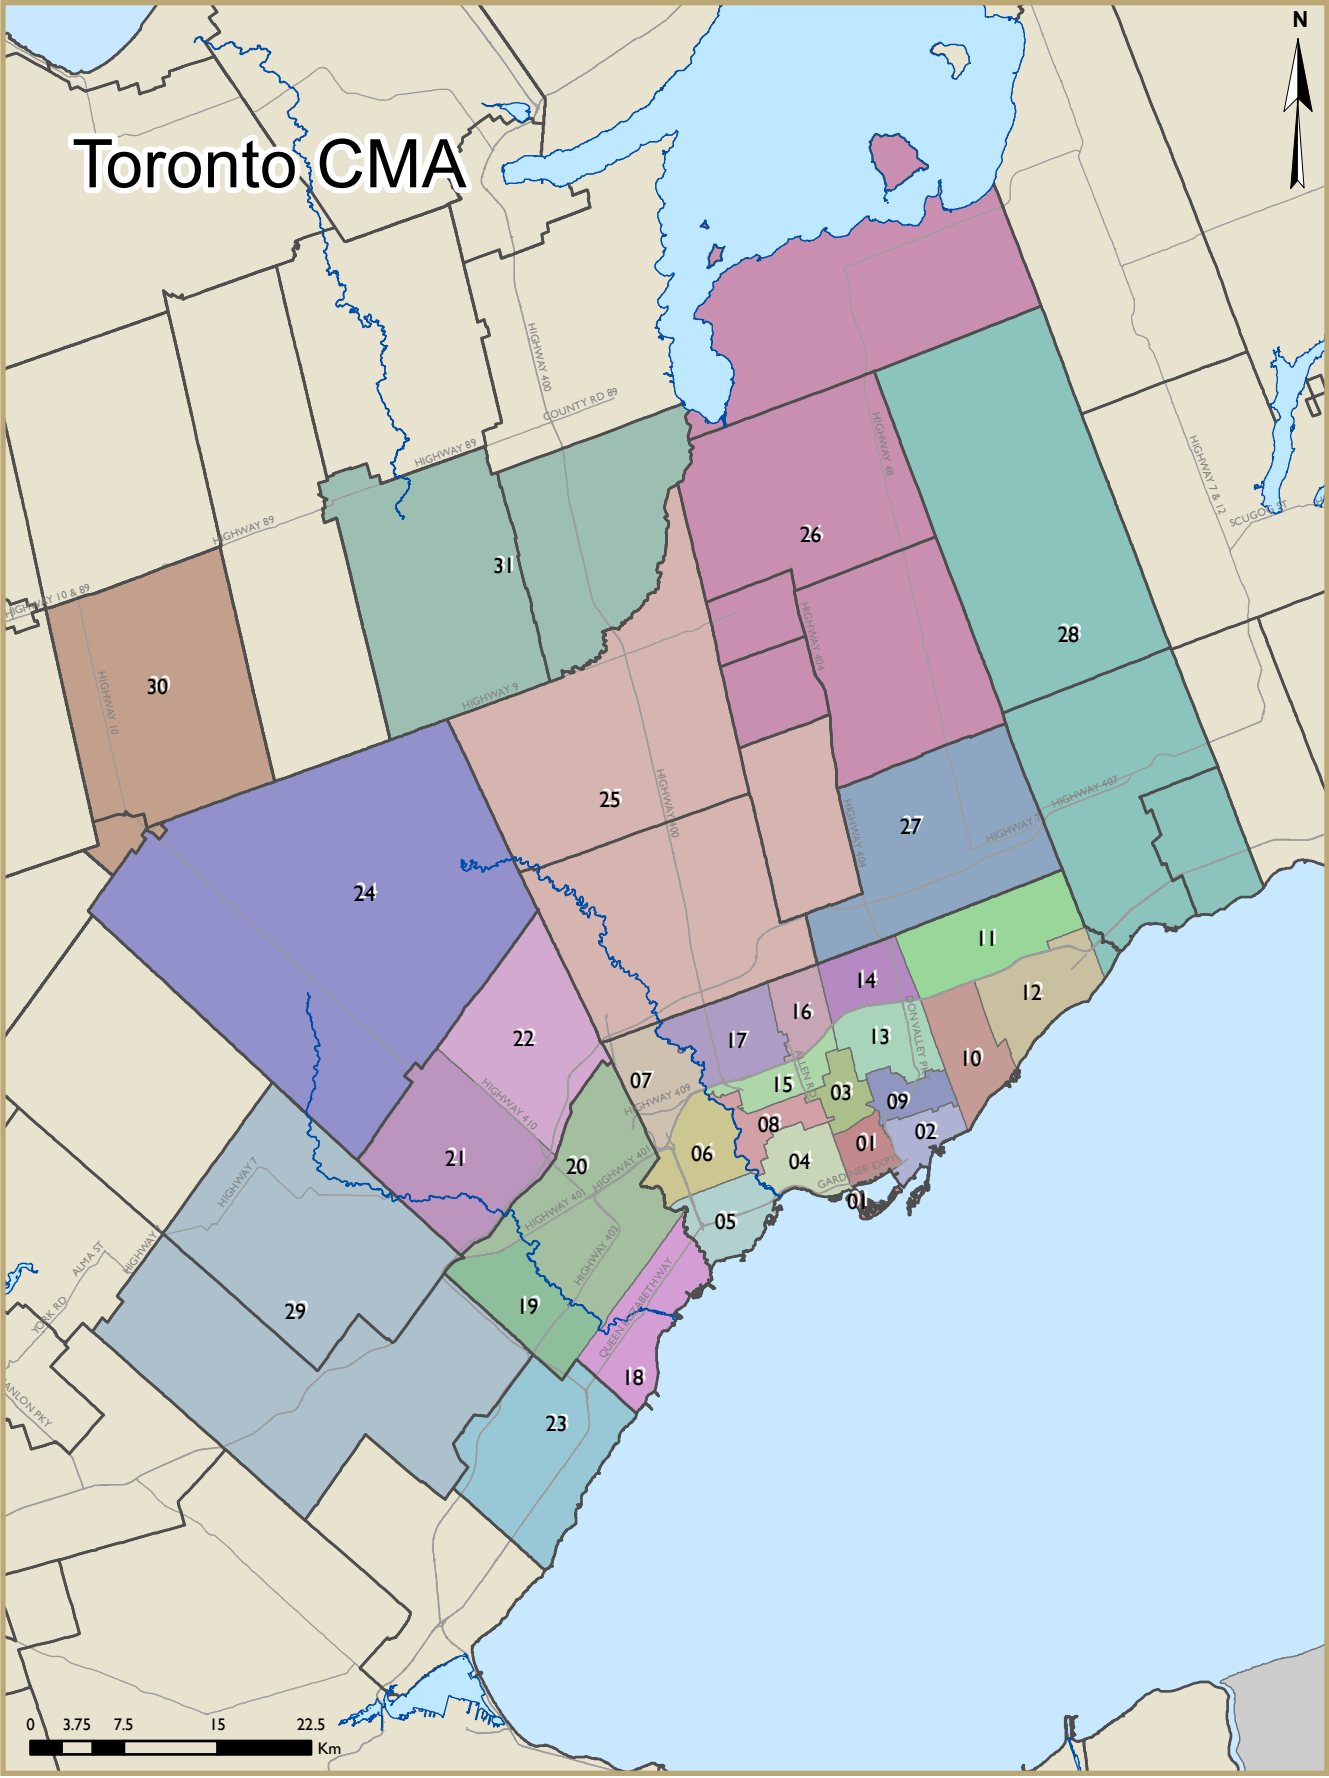 N
Toronto CMA
HIGHWAY 400
COUNTY RD 89
HIGHWAY 89
HIGHWAY 48
HIGHWAY 7 & 12
SCUGOG ST
HIGHWAY 89
26
31
HIGHWAY 10 & 89
HIGHWAY 404
28
30
HIGHWAY 10
HIGHWAY 9
25
HIGHWAY 400
HIGHWAY 407
27
HIGHWAY 404
HIGHWAY 7
24
11
14
12
16
DON VALLEY PK
22
17
13
10
07
ALLEN RD
15
03
HIGHWAY 409
HIGHWAY 410
09
08
02
01
06
21
20
04
HIGHWAY 401
GARDINER EXPY
HIGHWAY 7
01
HIGHWAY 401
05
HIGHWAY 403
ALMA ST
HIGHWAY
QUEEN ELIZABETH WAY
19
29
YORK RD
18
HANLON PKY
23
0 3.75 7.5 15 22.5
Km